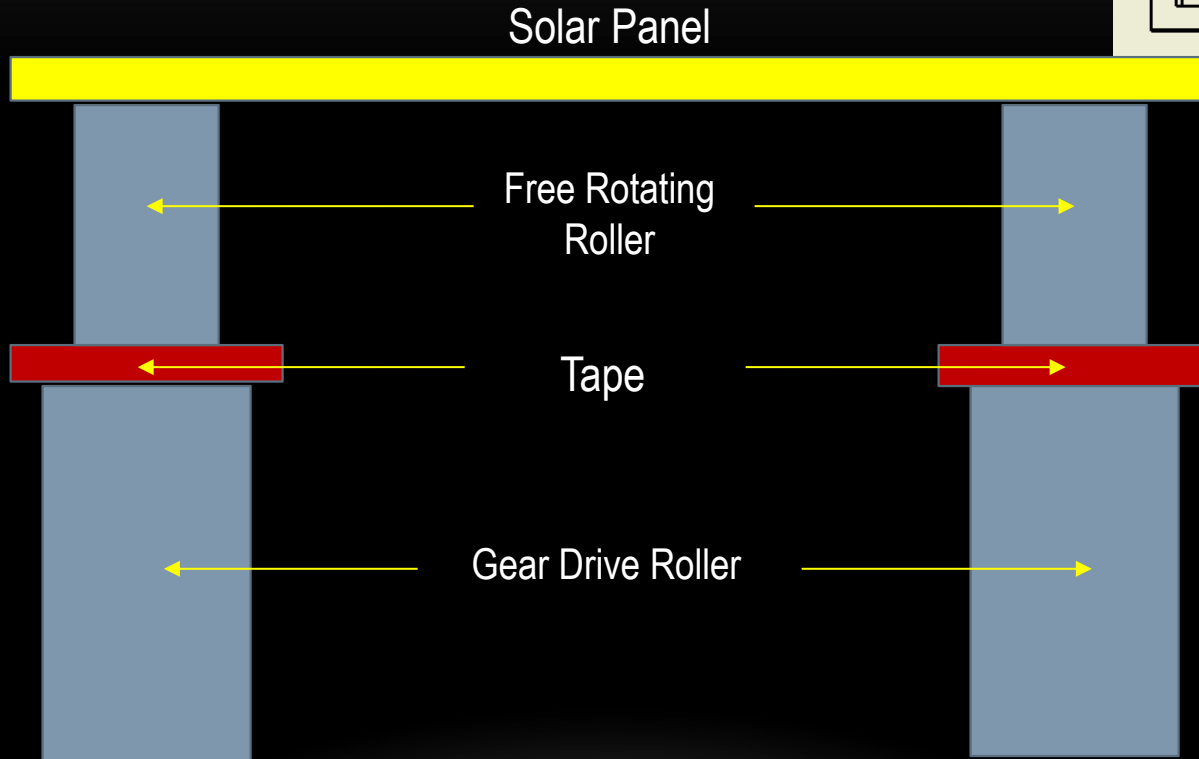 Solar Panel
Free Rotating
Roller
Tape
Gear Drive Roller